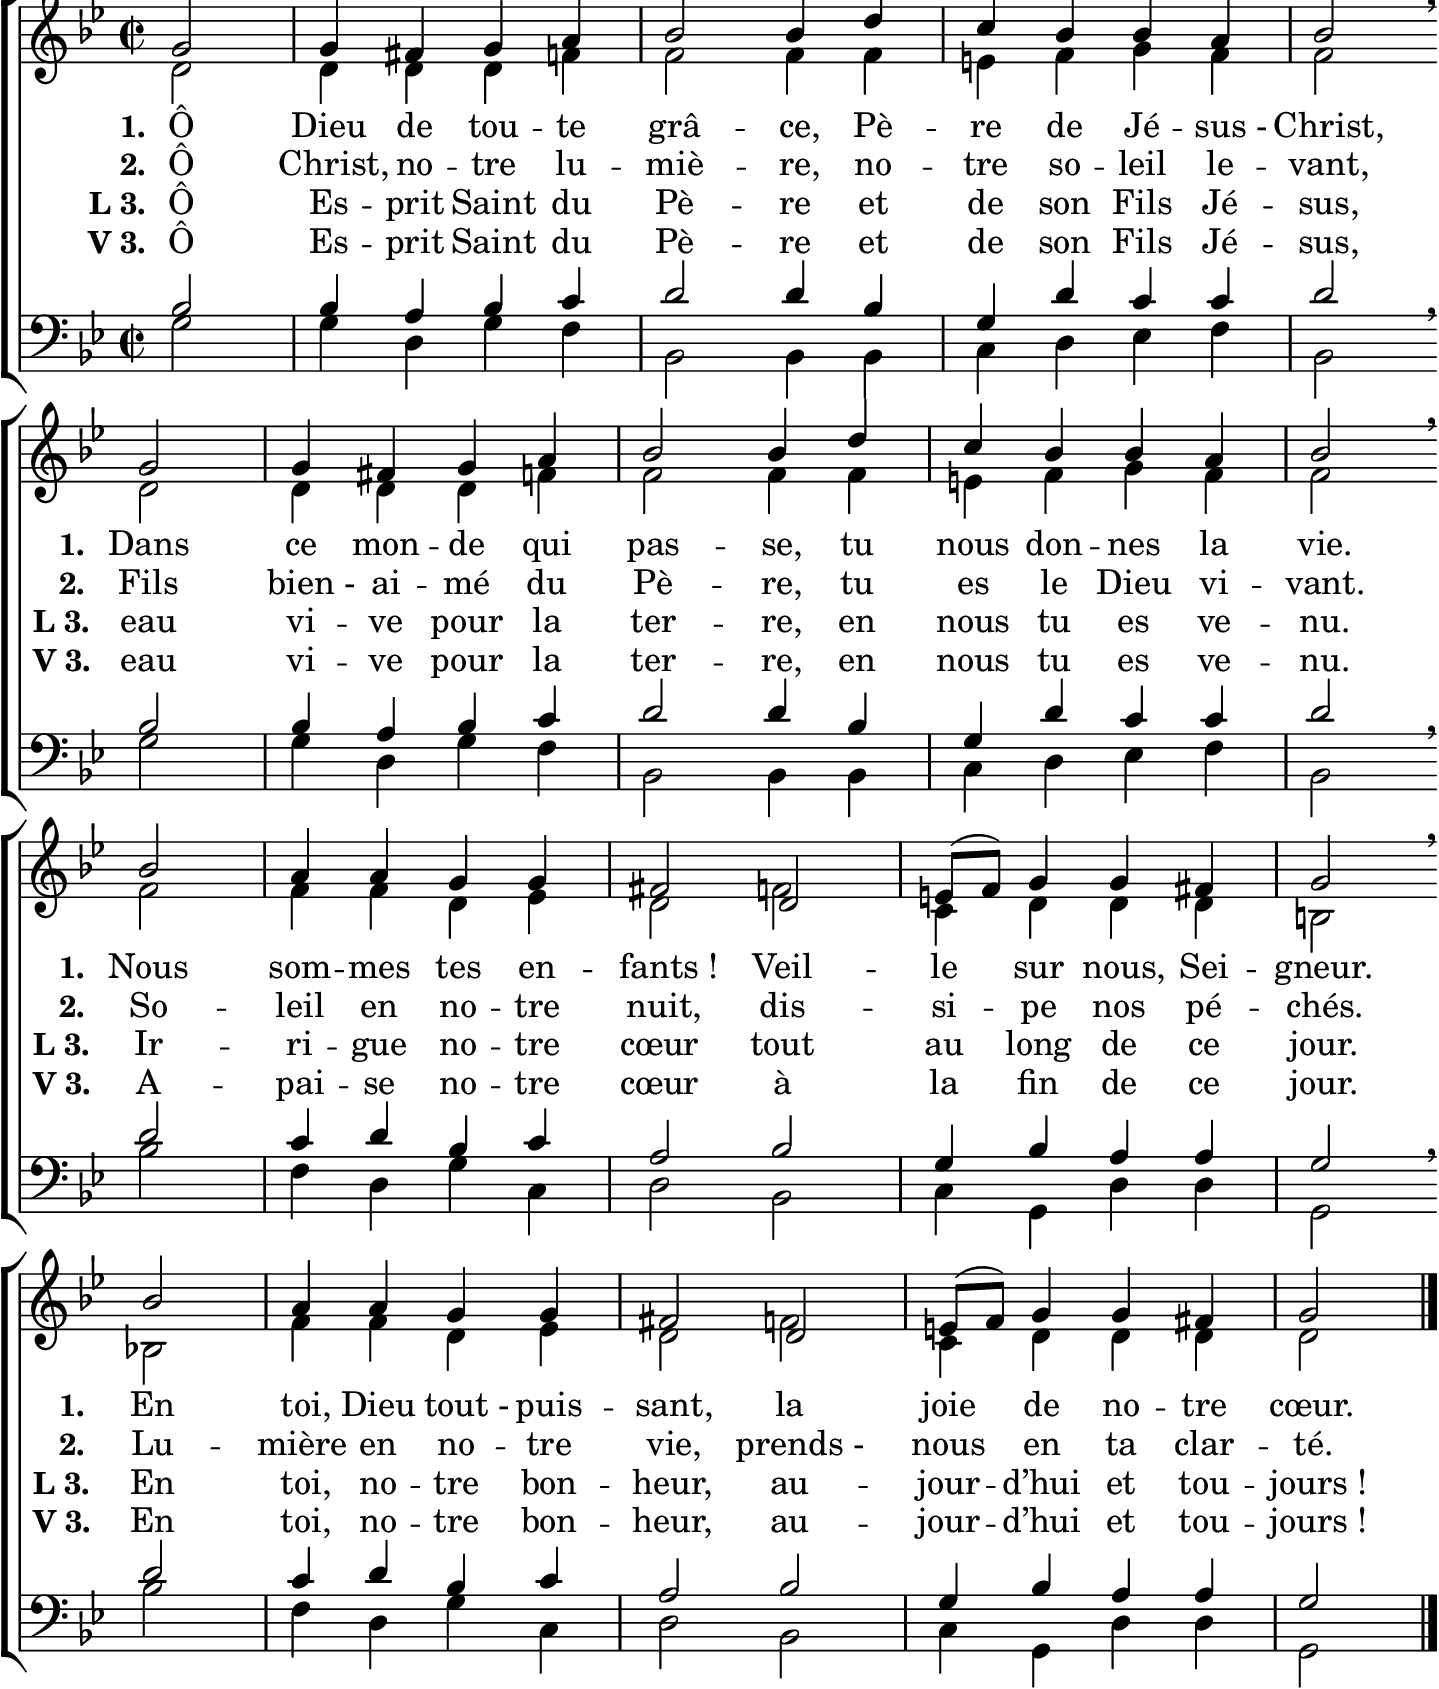 1. Ô Dieu de tou -- te grâ -- ce, Pè -- re de Jé -- sus - Christ,
2. Ô Christ, no -- tre lu -- miè -- re, no -- tre so -- leil le -- vant,
L 3. Ô Es -- prit Saint du Pè -- re et de son Fils Jé -- sus,
V 3. Ô Es -- prit Saint du Pè -- re et de son Fils Jé -- sus,
1. Dans ce mon -- de qui pas -- se, tu nous don -- nes la vie.
2. Fils bien - ai -- mé du Pè -- re, tu es le Dieu vi -- vant.
L 3. eau vi -- ve pour la ter -- re, en nous tu es ve -- nu.
V 3. eau vi -- ve pour la ter -- re, en nous tu es ve -- nu.
1. Nous som -- mes tes en -- fants ! Veil -- le sur nous, Sei -- gneur.
2. So -- leil en no -- tre nuit, dis -- si -- pe nos pé -- chés.
L 3. Ir -- ri -- gue no -- tre cœur tout au long de ce jour.
V 3. A -- pai -- se no -- tre cœur à la fin de ce jour.
1. En toi, Dieu tout - puis -- sant, la joie de no -- tre cœur.
2. Lu -- mière en no -- tre vie, prends - nous en ta clar -- té.
L 3. En toi, no -- tre bon -- heur, au -- jour -- d’hui et tou -- jours !
V 3. En toi, no -- tre bon -- heur, au -- jour -- d’hui et tou -- jours !